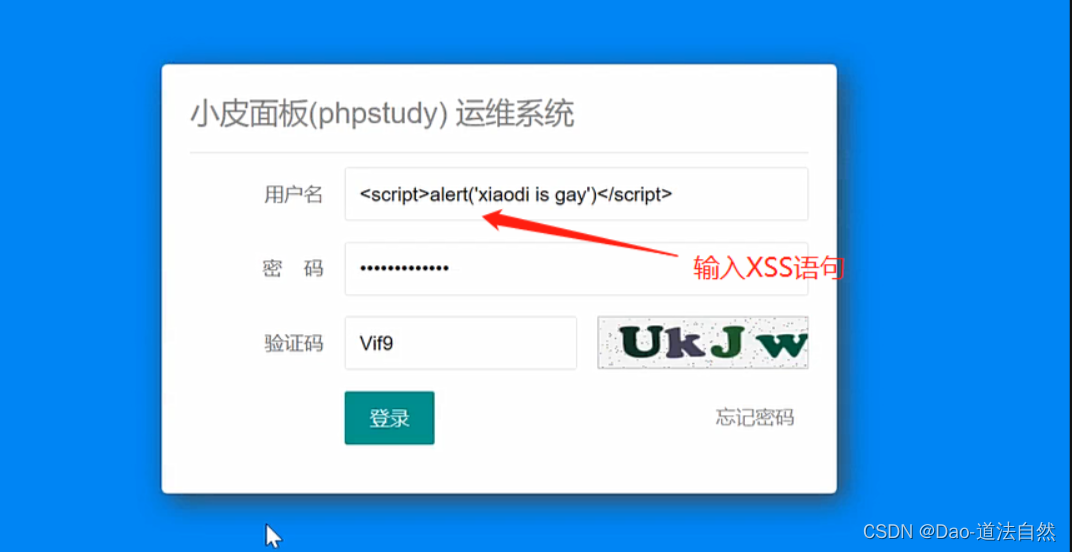 小皮面板(phpstudy) 运维系统
用户名 <script>alert('xiaodi is gay')</script>
密 码 •••••••••••••
输入XSS语句
验证码 Vif9 UkJw
登录 忘记密码
CSDN @Dao-道法自然